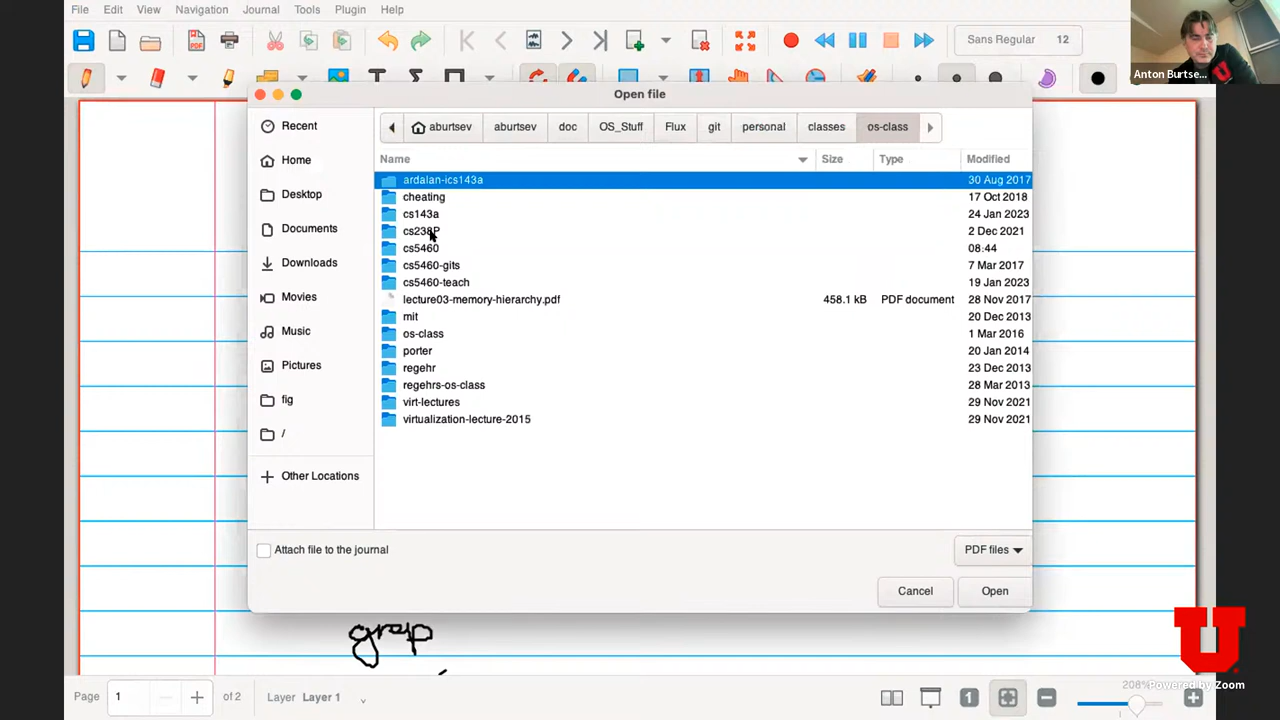 File Edit View Navigation Journal Tools Plugin Help
Sans Regular 12
Anton Burtse...
Open file
Recent
Home
Desktop
Documents
Downloads
Movies
Music
Pictures
fig
/
Other Locations
aburtsev aburtsev doc OS_Stuff Flux git personal classes os-class
Name Size Type Modified
ardalan-ics143a 30 Aug 2017
cheating 17 Oct 2018
cs143a 24 Jan 2023
cs238P 2 Dec 2021
cs5460 08:44
cs5460-gits 7 Mar 2017
cs5460-teach 19 Jan 2023
lecture03-memory-hierarchy.pdf 458.1 kB PDF document 28 Nov 2017
mit 20 Dec 2013
os-class 1 Mar 2016
porter 20 Jan 2014
regehr 23 Dec 2013
regehrs-os-class 28 Mar 2013
virt-lectures 29 Nov 2021
virtualization-lecture-2015 29 Nov 2021
Attach file to the journal
PDF files
Cancel Open
grep
Page 1 of 2 Layer Layer 1
1
208%
Powered by Zoom